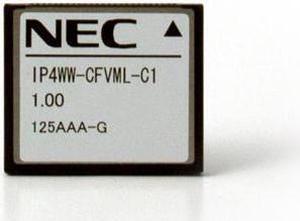 NEC
IP4WW-CFVML-C1
1.00
125AAA-G